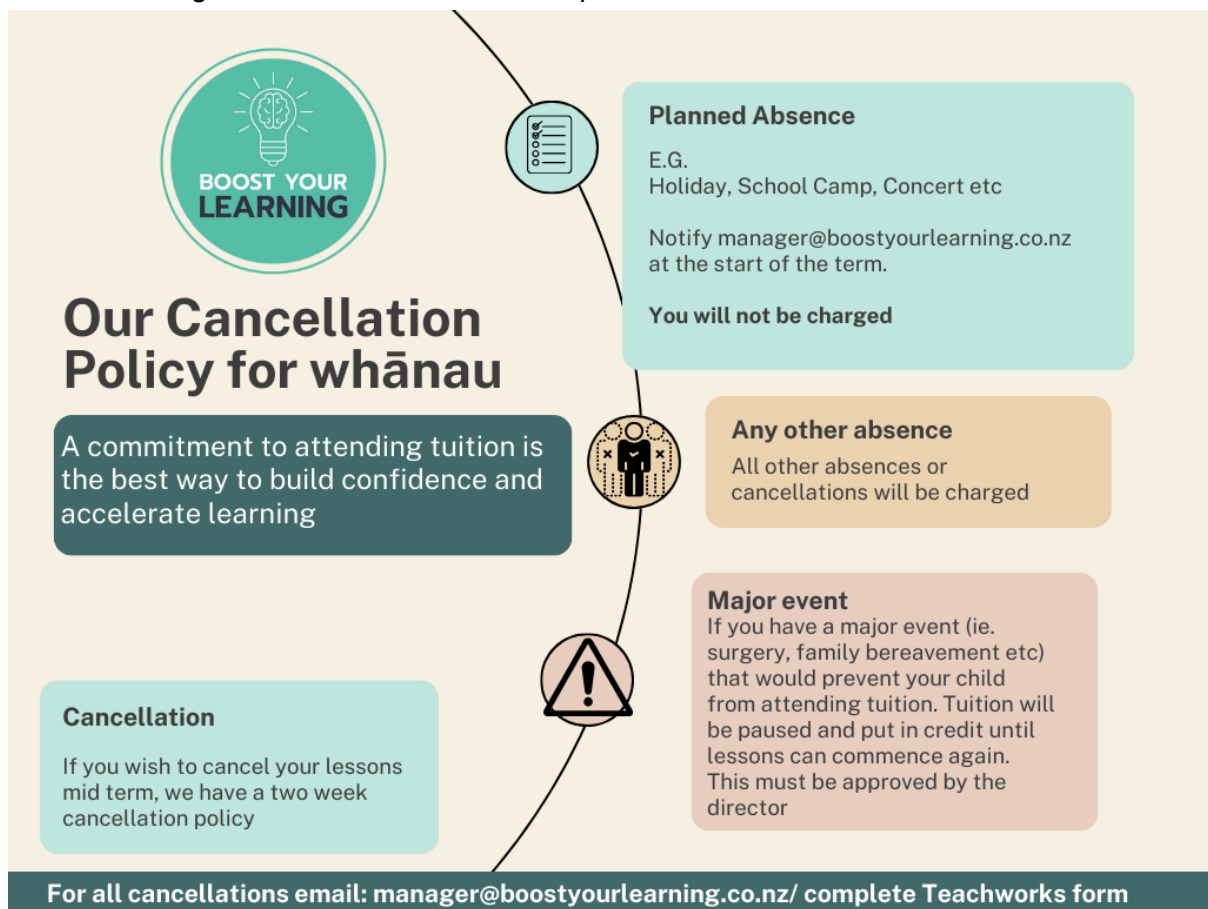 BOOST YOUR
LEARNING
Our Cancellation
Policy for whānau
A commitment to attending tuition is
the best way to build confidence and
accelerate learning
Planned Absence
E.G.
Holiday, School Camp, Concert etc
Notify manager@boostyourlearning.co.nz
at the start of the term.
You will not be charged
Any other absence
All other absences or
cancellations will be charged
Major event
If you have a major event (ie.
surgery, family bereavement etc)
that would prevent your child
from attending tuition. Tuition will
be paused and put in credit until
lessons can commence again.
This must be approved by the
director
Cancellation
If you wish to cancel your lessons
mid term, we have a two week
cancellation policy
For all cancellations email: manager@boostyourlearning.co.nz/ complete Teachworks form